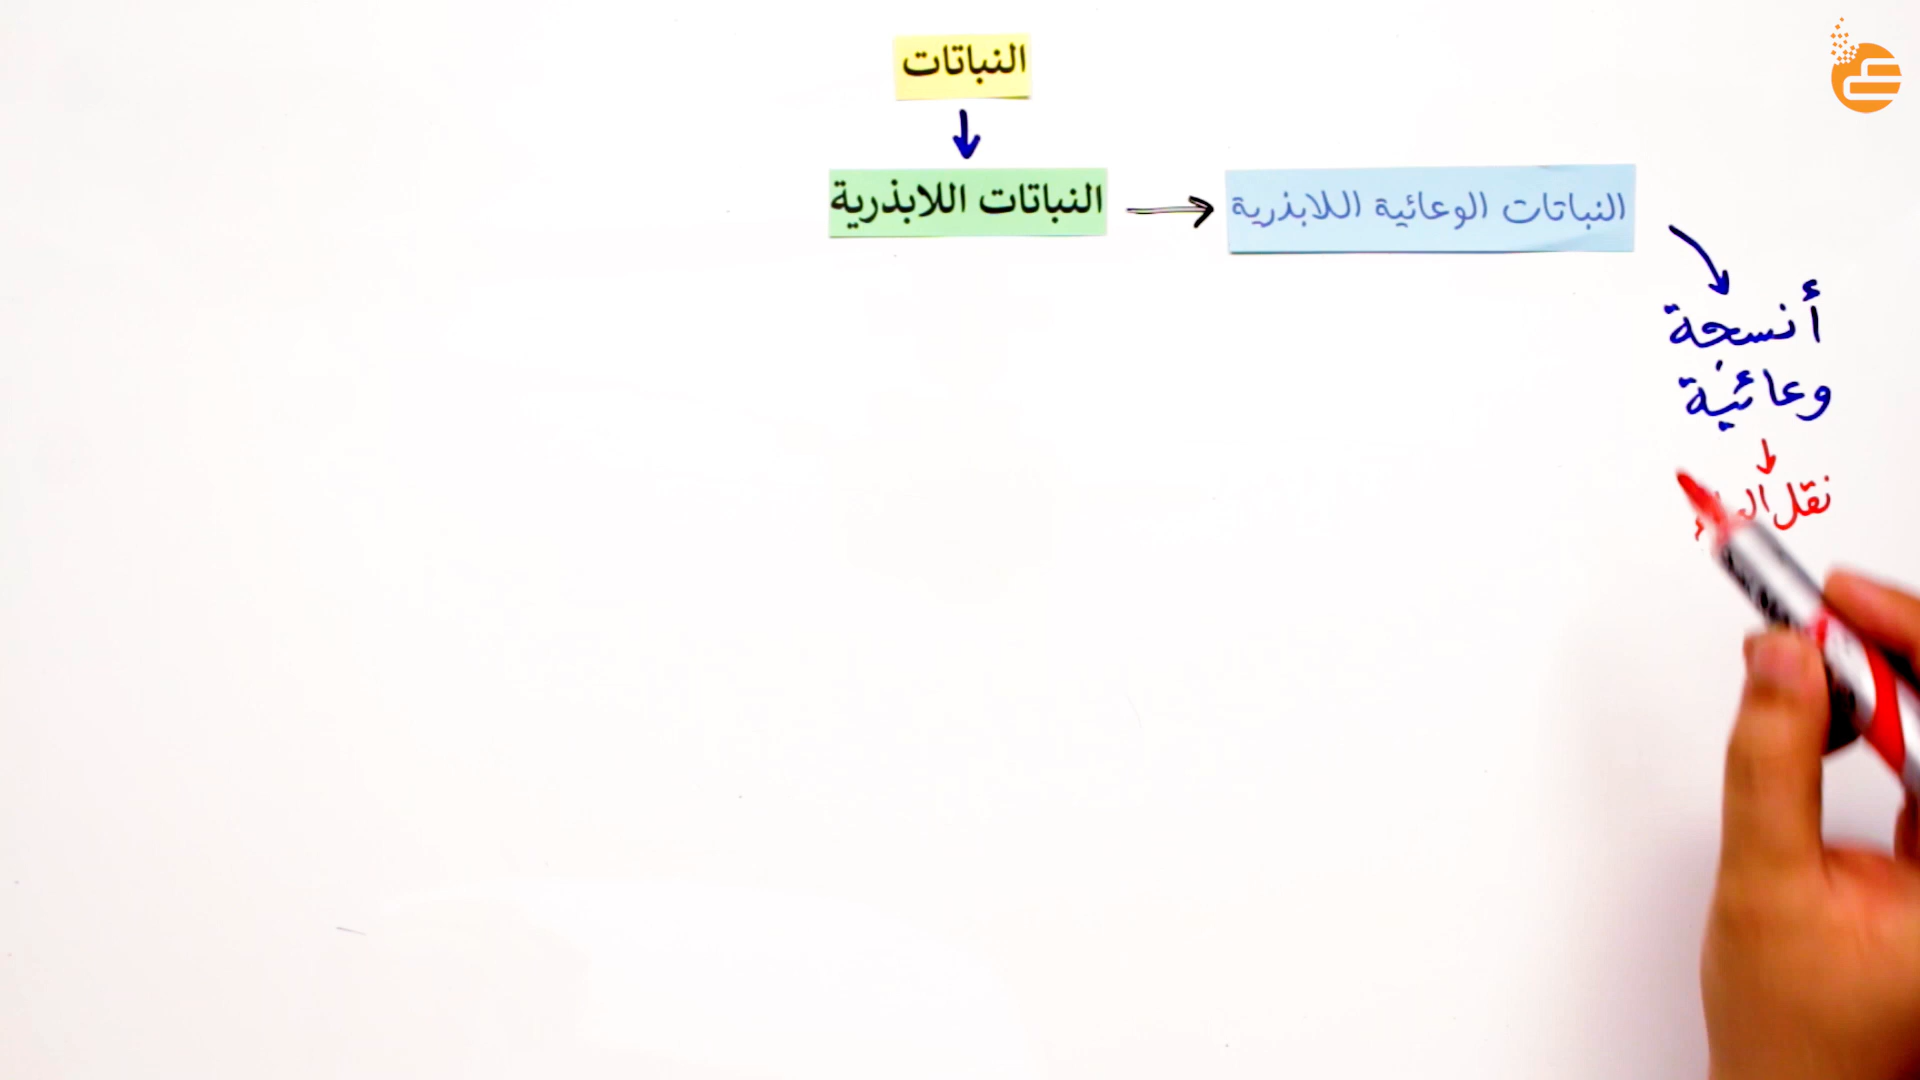 النباتات
النباتات اللابذرية
النباتات الوعائية اللابذرية
أنسجة
وعائية
نقل